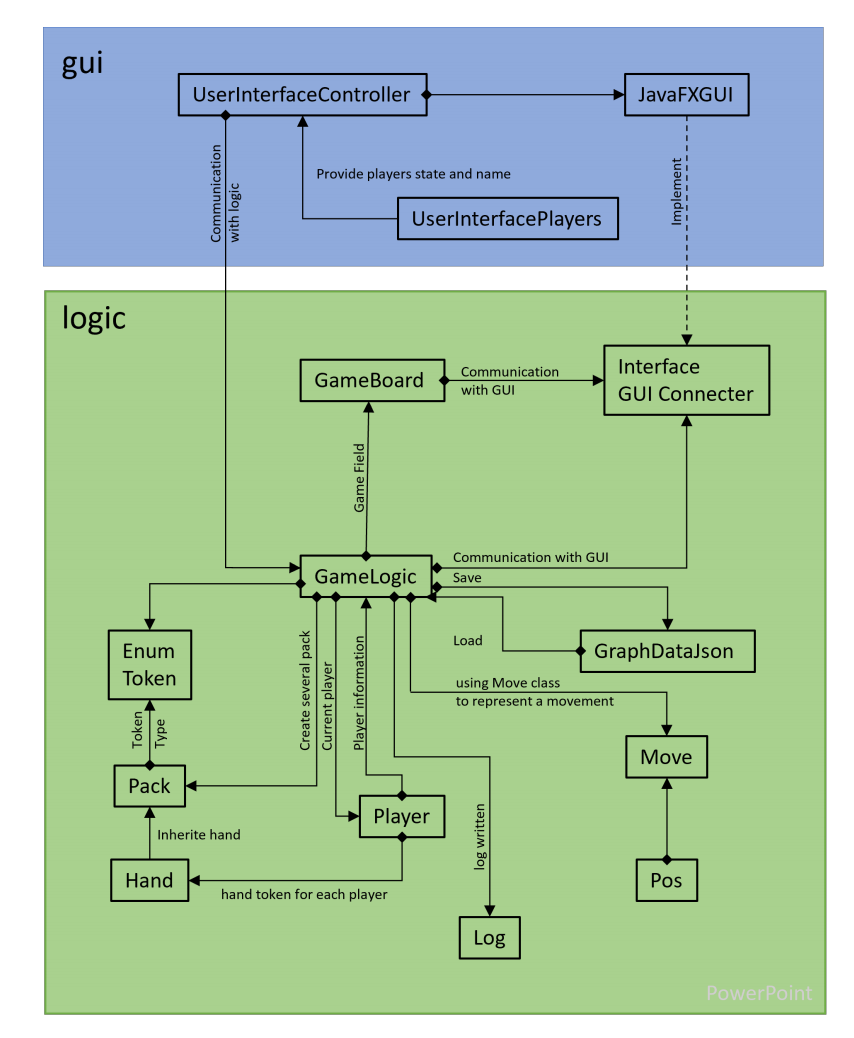 gui
UserInterfaceController
JavaFXGUI
Communication
with logic
Provide players state and name
Implement
UserInterfacePlayers
logic
GameBoard
Communication
with GUI
Interface
GUI Connecter
Game Field
GameLogic
Communication with GUI
Save
Load
GraphDataJson
Enum
Token
Create several pack
Current player
Player information
using Move class
to represent a movement
Token
Type
Move
Pack
Player
Inherite hand
log written
Hand
hand token for each player
Pos
Log
PowerPoint